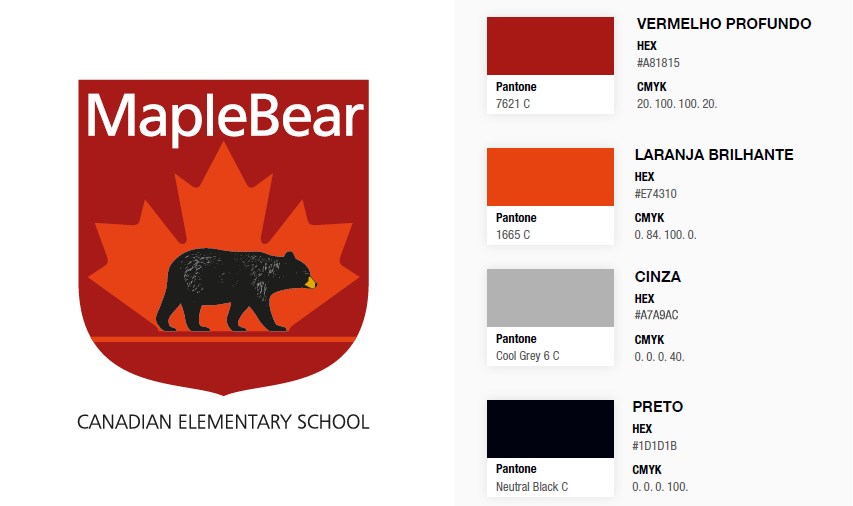 MapleBear
CANADIAN ELEMENTARY SCHOOL
VERMELHO PROFUNDO
HEX
#A81815
CMYK
20. 100. 100. 20.
Pantone
7621 C
LARANJA BRILHANTE
HEX
#E74310
CMYK
0. 84. 100. 0.
Pantone
1665 C
CINZA
HEX
#A7A9AC
CMYK
0. 0. 0. 40.
Pantone
Cool Grey 6 C
PRETO
HEX
#1D1D1B
CMYK
0. 0. 0. 100.
Pantone
Neutral Black C